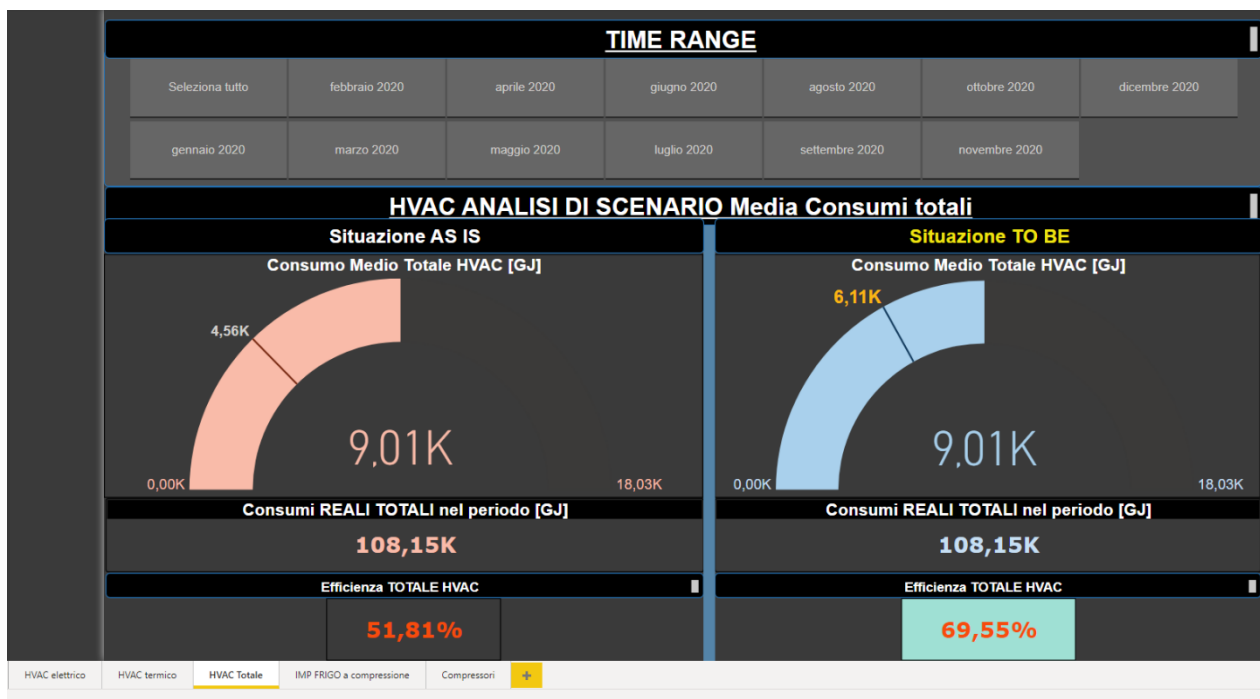 TIME RANGE
Seleziona tutto febbraio 2020 aprile 2020 giugno 2020 agosto 2020 ottobre 2020 dicembre 2020
gennaio 2020 marzo 2020 maggio 2020 luglio 2020 settembre 2020 novembre 2020
HVAC ANALISI DI SCENARIO Media Consumi totali
Situazione AS IS
Consumo Medio Totale HVAC [GJ]
4,56K
9,01K
0,00K 18,03K
Consumi REALI TOTALI nel periodo [GJ]
108,15K
Efficienza TOTALE HVAC
51,81%
Situazione TO BE
Consumo Medio Totale HVAC [GJ]
6,11K
9,01K
0,00K 18,03K
Consumi REALI TOTALI nel periodo [GJ]
108,15K
Efficienza TOTALE HVAC
69,55%
HVAC elettrico HVAC termico HVAC Totale IMP FRIGO a compressione Compressori +